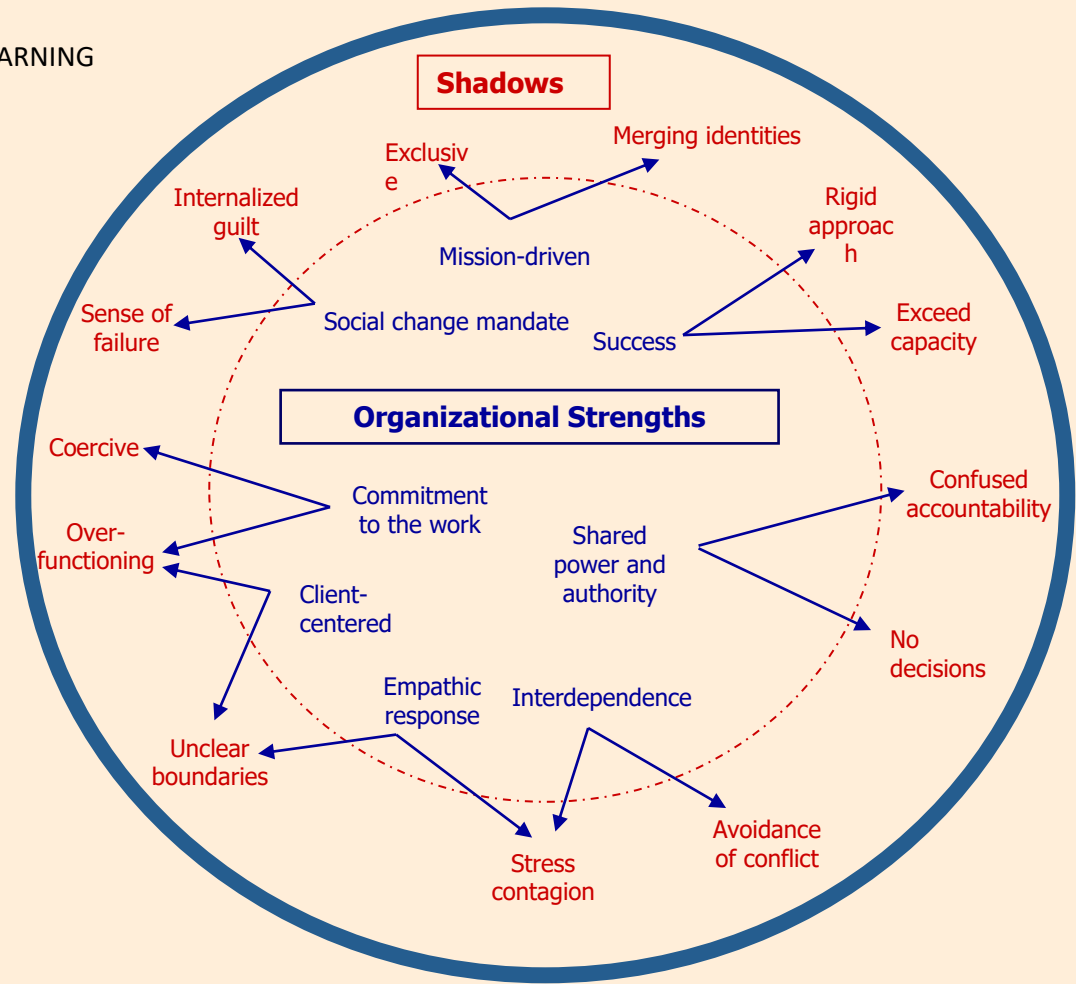 ARNING
Shadows
Exclusiv
e
Merging identities
Internalized
guilt
Rigid
approac
h
Mission-driven
Sense of
failure
Social change mandate
Success
Exceed
capacity
Organizational Strengths
Coercive
Commitment
to the work
Confused
accountability
Over-
functioning
Shared
power and
authority
Client-
centered
No
decisions
Empathic
response
Interdependence
Unclear
boundaries
Avoidance
of conflict
Stress
contagion